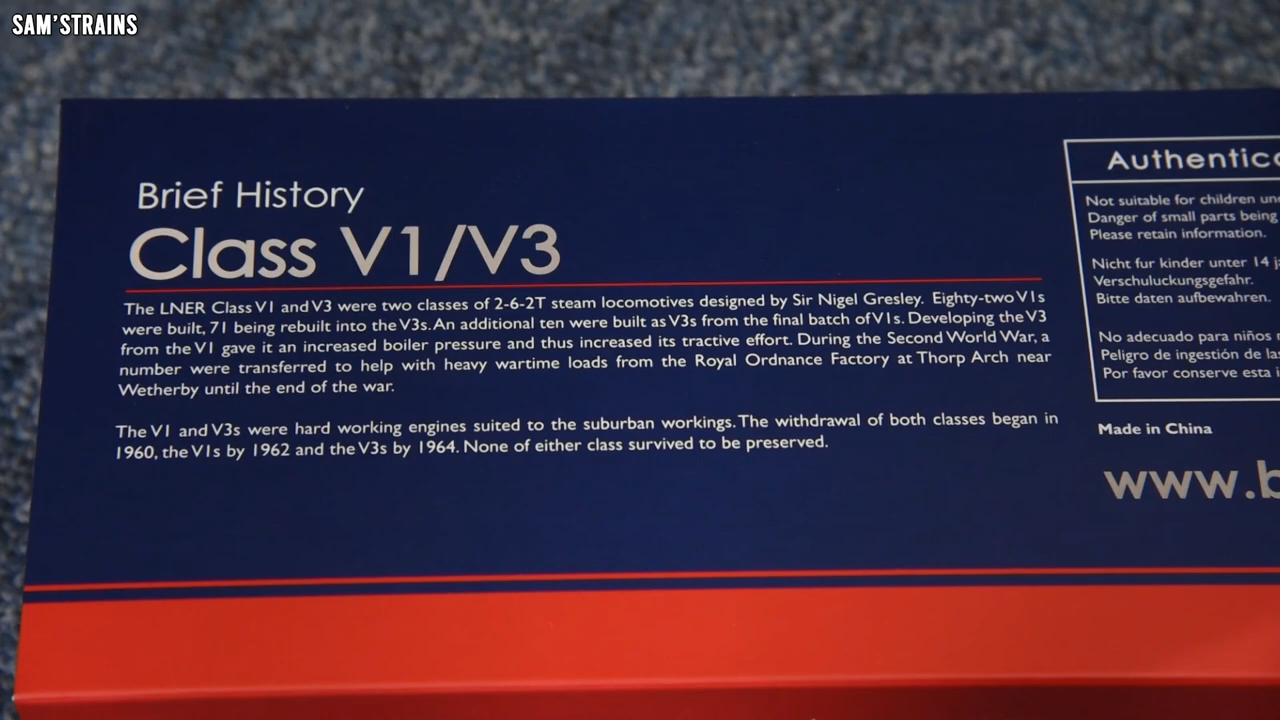 SAM'STRAINS
Brief History
Class V1/V3
The LNER Class V1 and V3 were two classes of 2-6-2T steam locomotives designed by Sir Nigel Gresley. Eighty-two V1s
were built, 71 being rebuilt into the V3s. An additional ten were built as V3s from the final batch of V1s. Developing the V3
from the V1 gave it an increased boiler pressure and thus increased its tractive effort. During the Second World War, a
number were transferred to help with heavy wartime loads from the Royal Ordnance Factory at Thorp Arch near
Wetherby until the end of the war.
The V1 and V3s were hard working engines suited to the suburban workings. The withdrawal of both classes began in
1960, the V1s by 1962 and the V3s by 1964. None of either class survived to be preserved.
Authentic
Not suitable for children
Danger of small parts being
Please retain information.
Nicht fur kinder unter 14
Verschuluckungsgefahr.
Bitte daten aufbewahren.
No adecuado para niños
Peligro de ingestión de
Por favor conserve esta
Made in China
www.